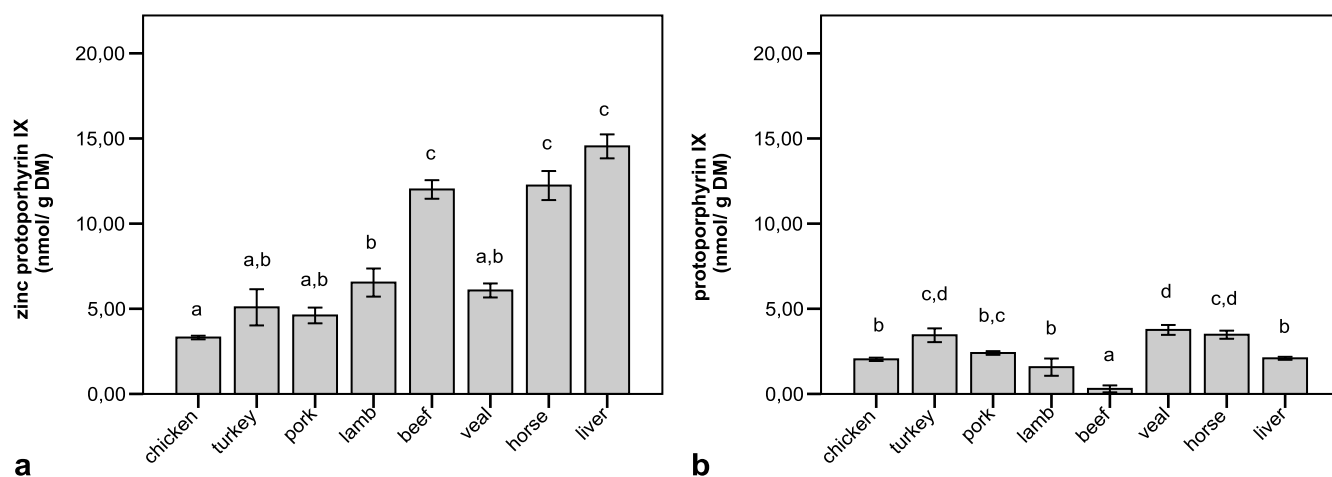 zinc protoporhyrin IX
(nmol/ g DM)
20,00
15,00
10,00
5,00
0,00
a
a,b
a,b
b
c
a,b
c
c
chicken
turkey
pork
lamb
beef
veal
horse
liver
a
protoporphyrin IX
(nmol/ g DM)
20,00
15,00
10,00
5,00
0,00
b
c,d
b,c
b
a
d
c,d
b
chicken
turkey
pork
lamb
beef
veal
horse
liver
b